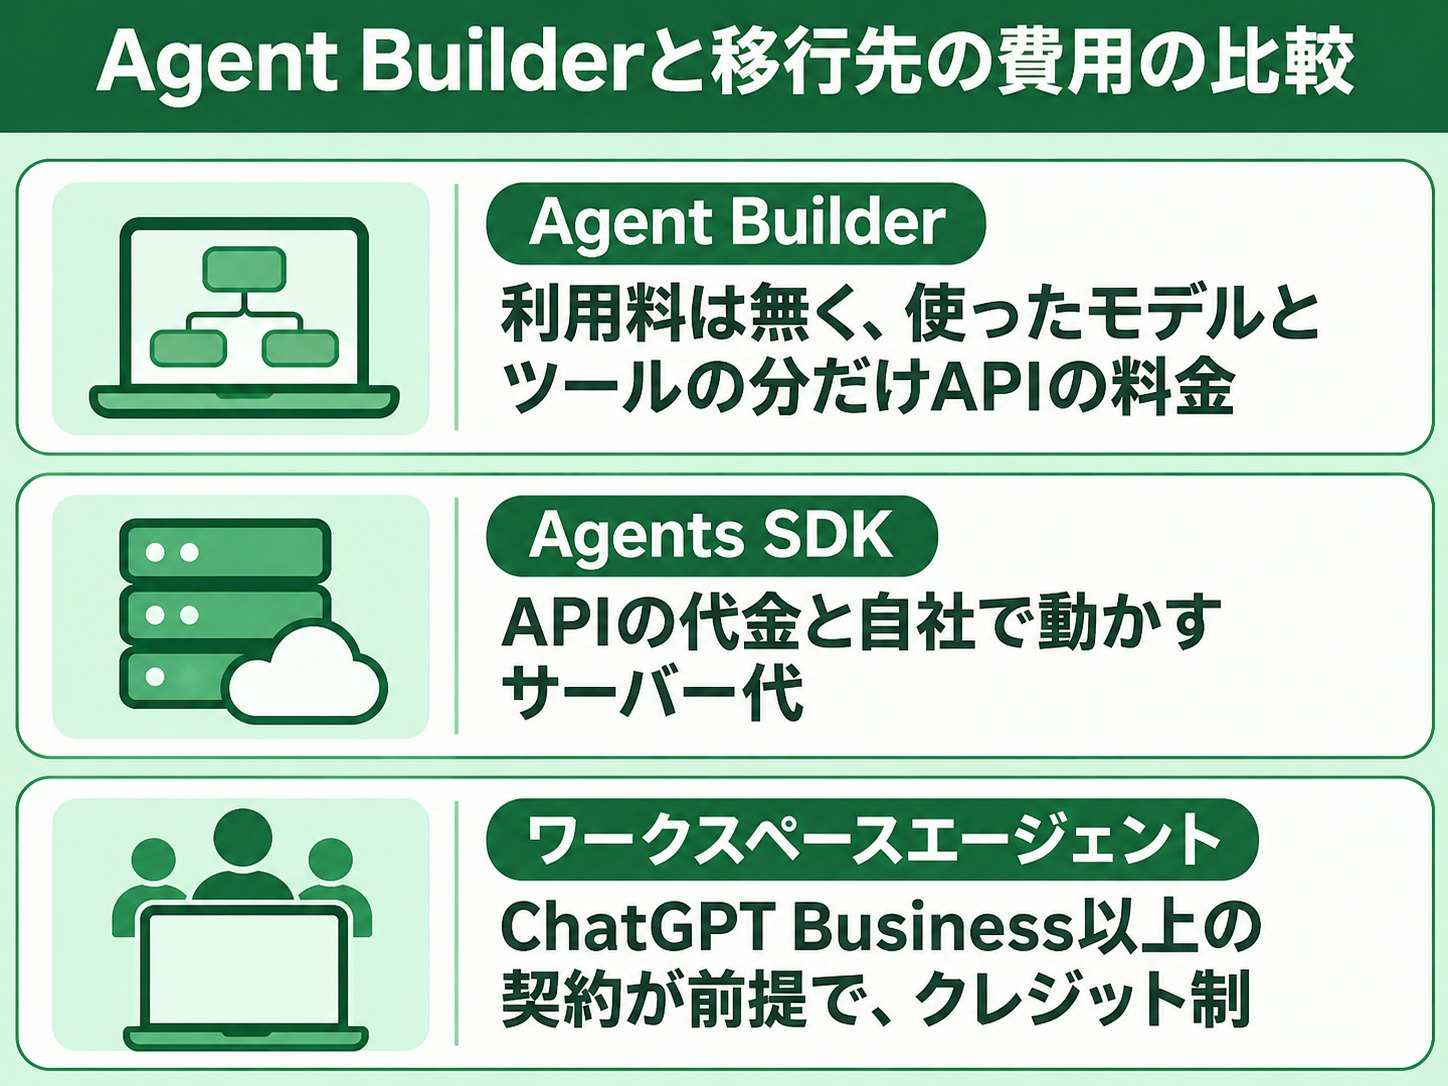 Agent Builderと移行先の費用の比較
Agent Builder
利用料は無く、使ったモデルと
ツールの分だけAPIの料金
Agents SDK
APIの代金と自社で動かす
サーバー代
ワークスペースエージェント
ChatGPT Business以上の
契約が前提で、クレジット制